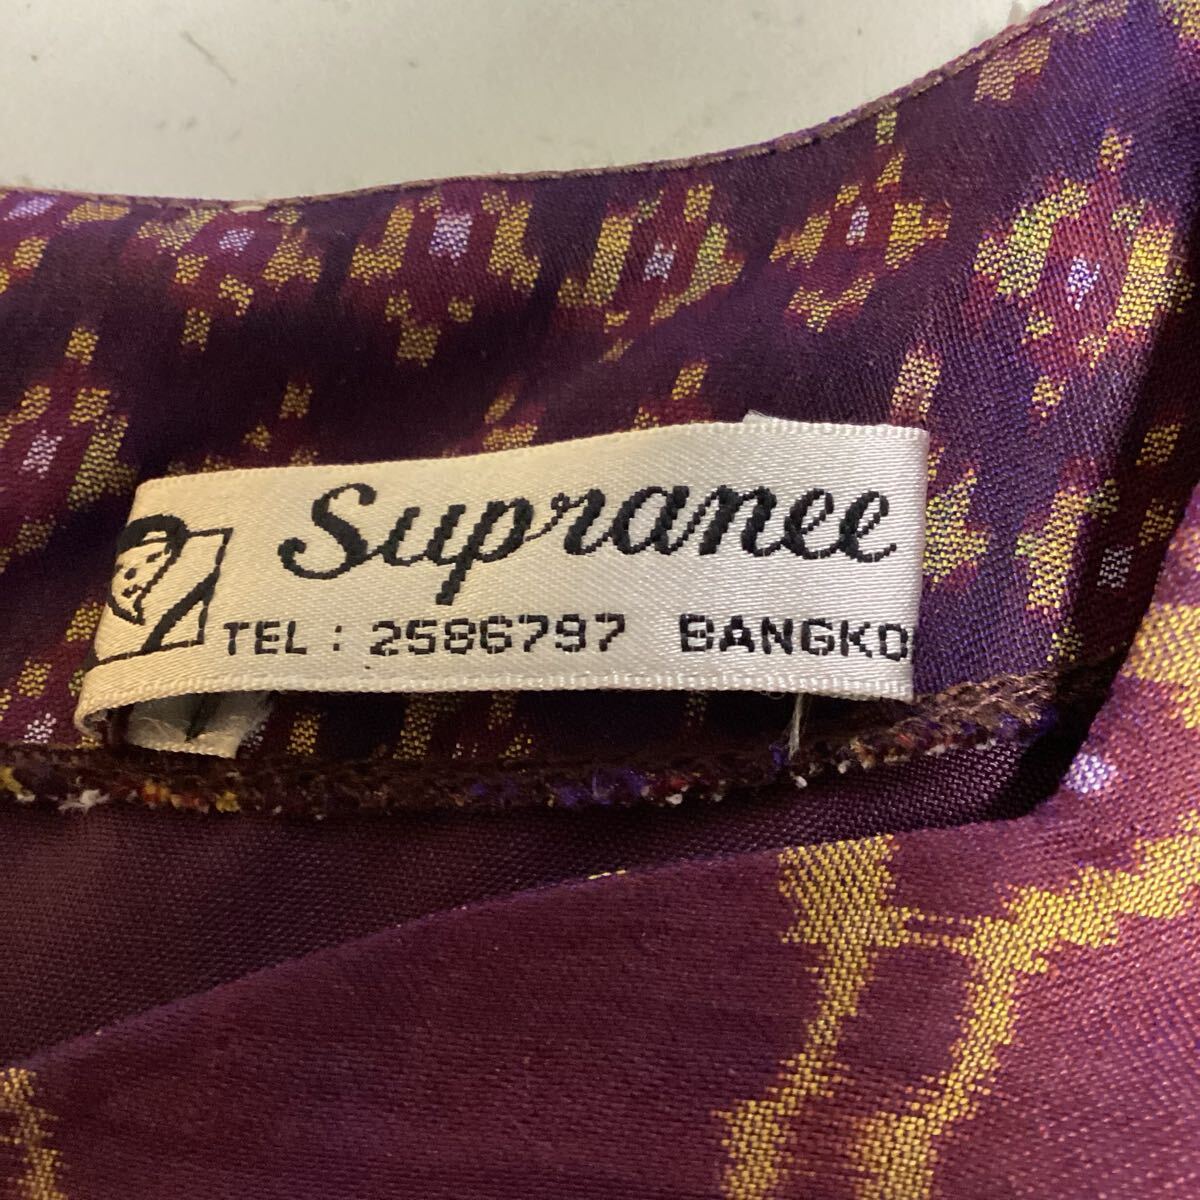 Supranee
TEL : 2586797 BANGKO